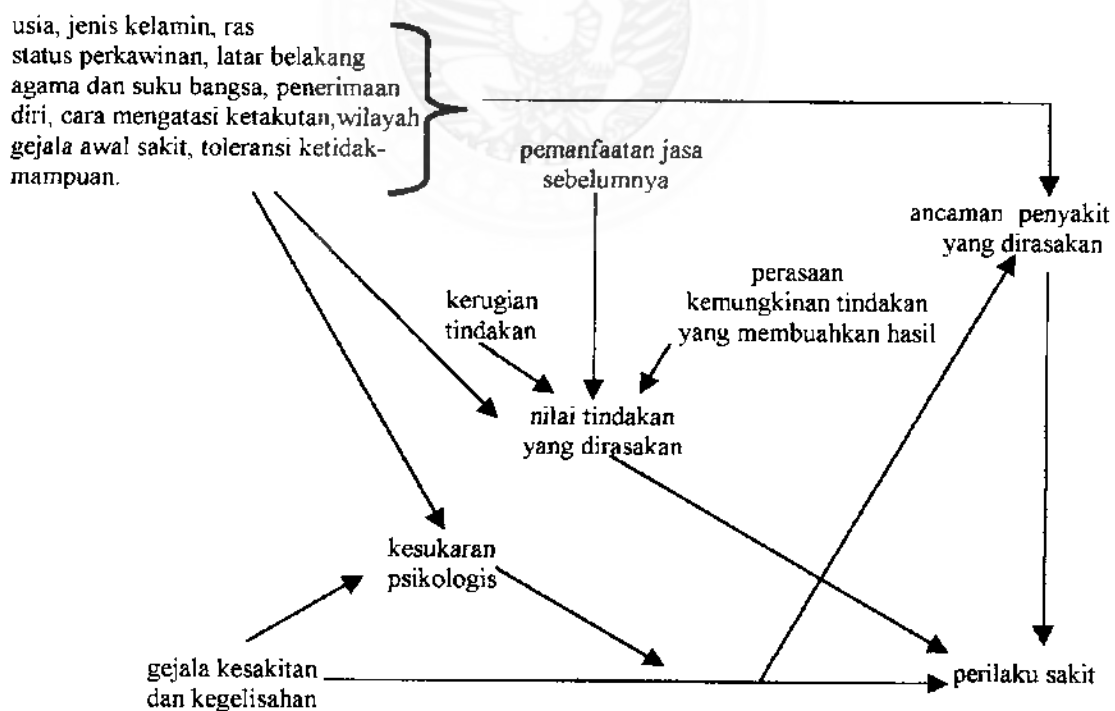 usia, jenis kelamin, ras
status perkawinan, latar belakang
agama dan suku bangsa, penerimaan
diri, cara mengatasi ketakutan,wilayah
gejala awal sakit, toleransi ketidak-
mampuan.
pemanfaatan jasa
sebelumnya
ancaman penyakit
yang dirasakan
perasaan
kemungkinan tindakan
yang membuahkan hasil
kerugian
tindakan
nilai tindakan
yang dirasakan
kesukaran
psikologis
gejala kesakitan
dan kegelisahan
perilaku sakit